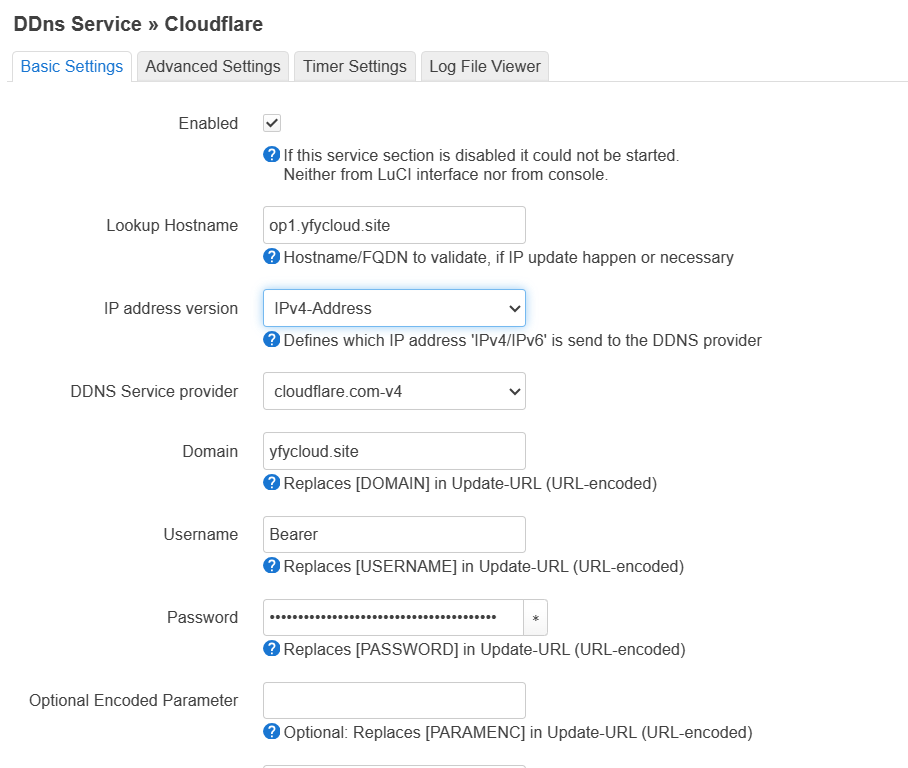 DDns Service » Cloudflare
Basic Settings
Advanced Settings
Timer Settings
Log File Viewer
Enabled
If this service section is disabled it could not be started.
Neither from LuCI interface nor from console.
Lookup Hostname
op1.yfycloud.site
Hostname/FQDN to validate, if IP update happen or necessary
IP address version
IPv4-Address
Defines which IP address 'IPv4/IPv6' is send to the DDNS provider
DDNS Service provider
cloudflare.com-v4
Domain
yfycloud.site
Replaces [DOMAIN] in Update-URL (URL-encoded)
Username
Bearer
Replaces [USERNAME] in Update-URL (URL-encoded)
Password
••••••••••••••••••••••••••••••••••••••••
*
Replaces [PASSWORD] in Update-URL (URL-encoded)
Optional Encoded Parameter
Optional: Replaces [PARAMENC] in Update-URL (URL-encoded)